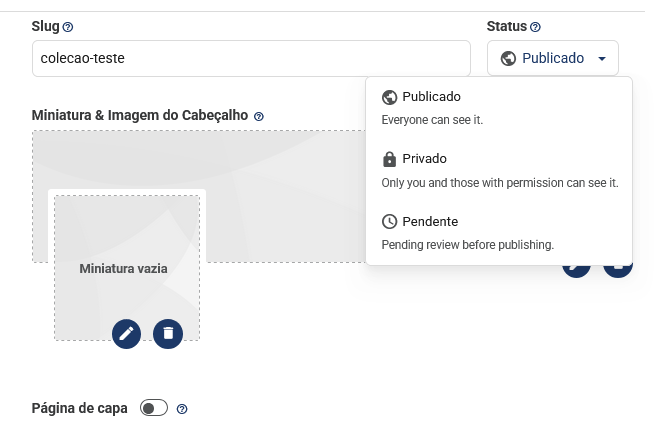 Slug
Status
colecao-teste
Publicado
Publicado
Everyone can see it.
Miniatura & Imagem do Cabeçalho
Privado
Only you and those with permission can see it.
Pendente
Pending review before publishing.
Miniatura vazia
Página de capa